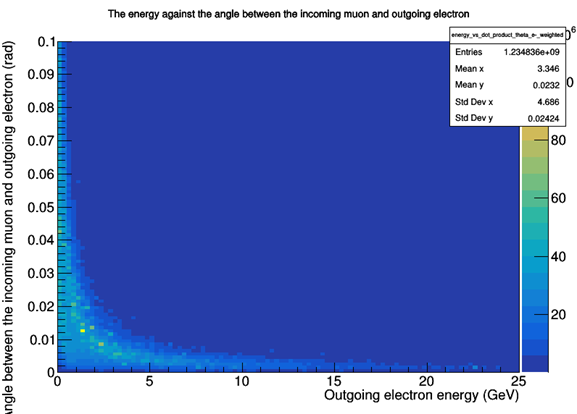 The energy against the angle between the incoming muon and outgoing electron
energy_vs_dot_product_theta_e-_weighted
Entries 1.234836e+09
Mean x 3.346
Mean y 0.0232
Std Dev x 4.686
Std Dev y 0.02424
0.1
0.09
0.08
0.07
0.06
0.05
0.04
0.03
0.02
0.01
0
0 5 10 15 20 25
80
60
40
20
Outgoing electron energy (GeV)
ngle between the incoming muon and outgoing electron (rad)